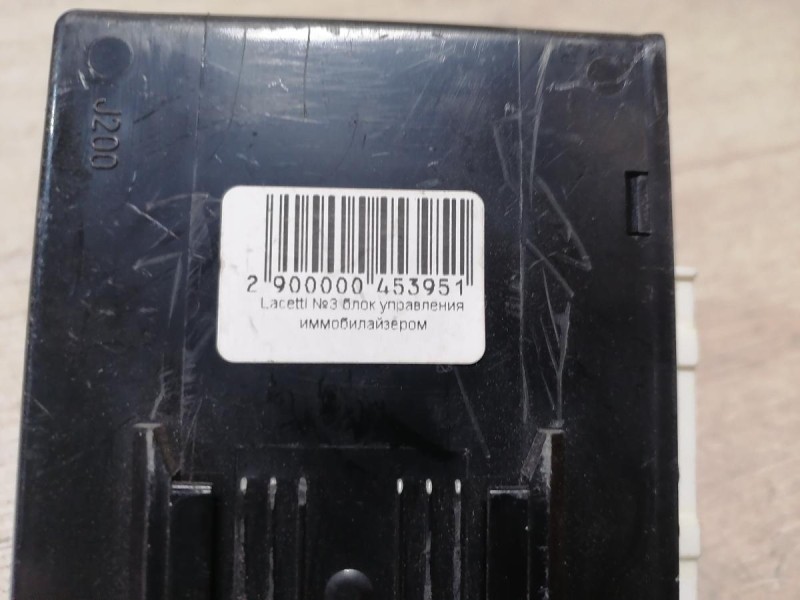 J200
2 900000 453951
Lacetti №3 блок управления
иммобилайзером